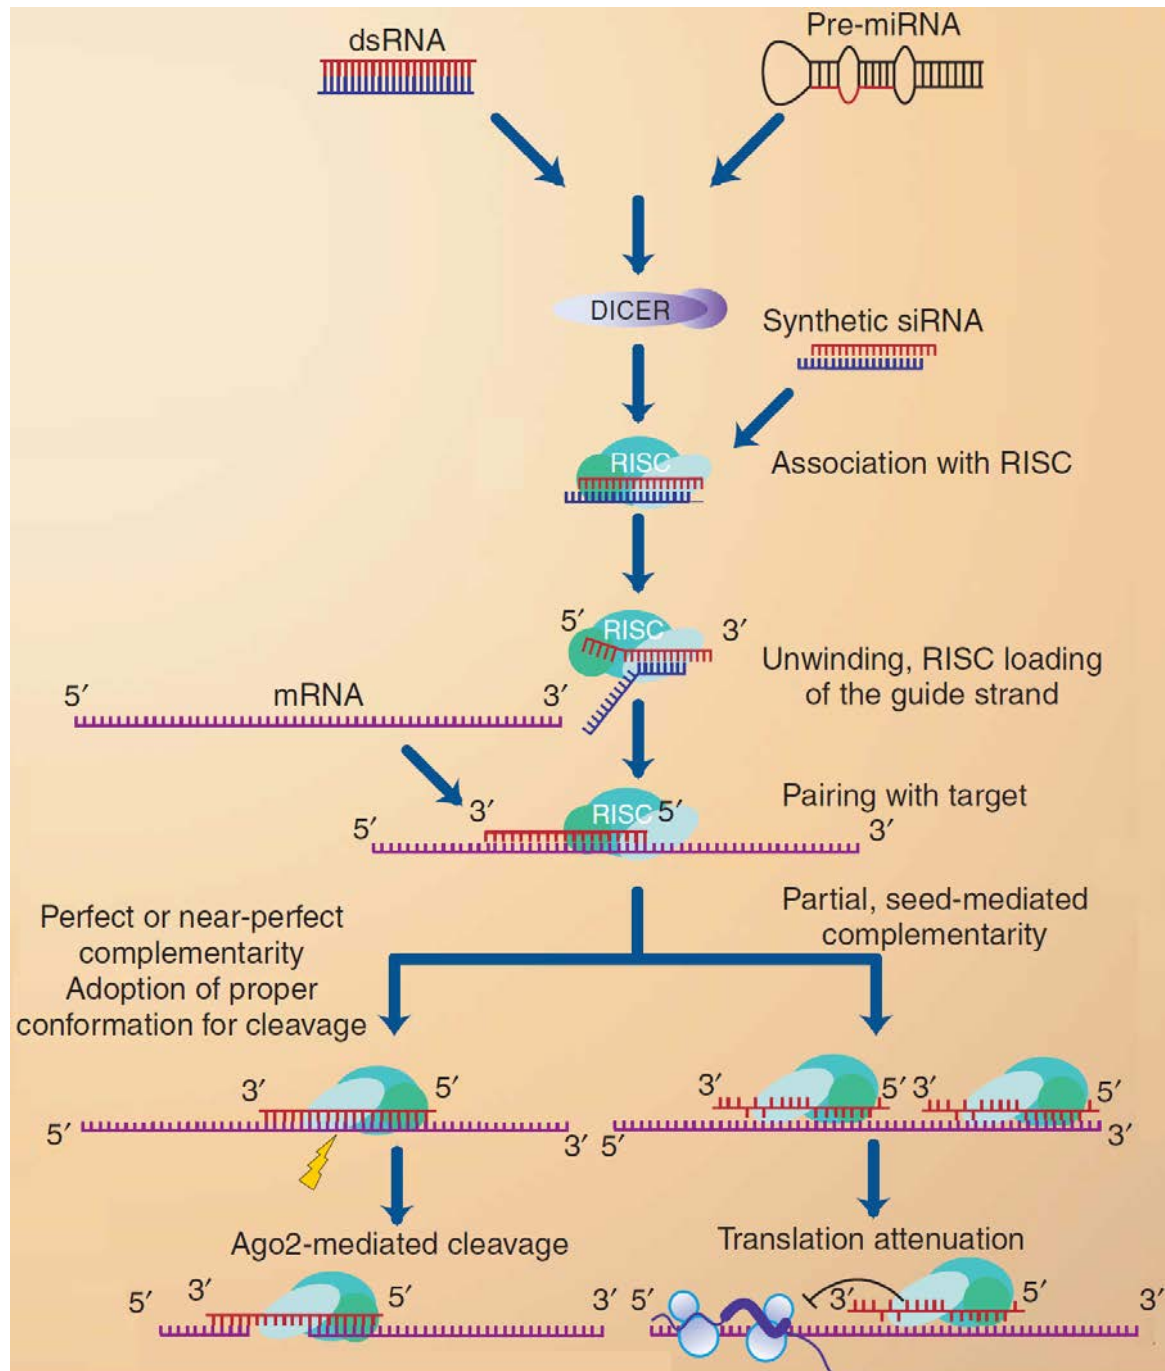 dsRNA
Pre-miRNA
DICER
Synthetic siRNA
RISC
Association with RISC
5′
RISC
3′
Unwinding, RISC loading
of the guide strand
5′
mRNA
3′
Pairing with target
3′
RISC
5′
5′
3′
Perfect or near-perfect
complementarity
Adoption of proper
conformation for cleavage
Partial, seed-mediated
complementarity
3′
5′
5′
3′
3′
5′
3′
5′
5′
3′
Ago2-mediated cleavage
Translation attenuation
5′
3′
5′
3′
5′
3′
5′
3′